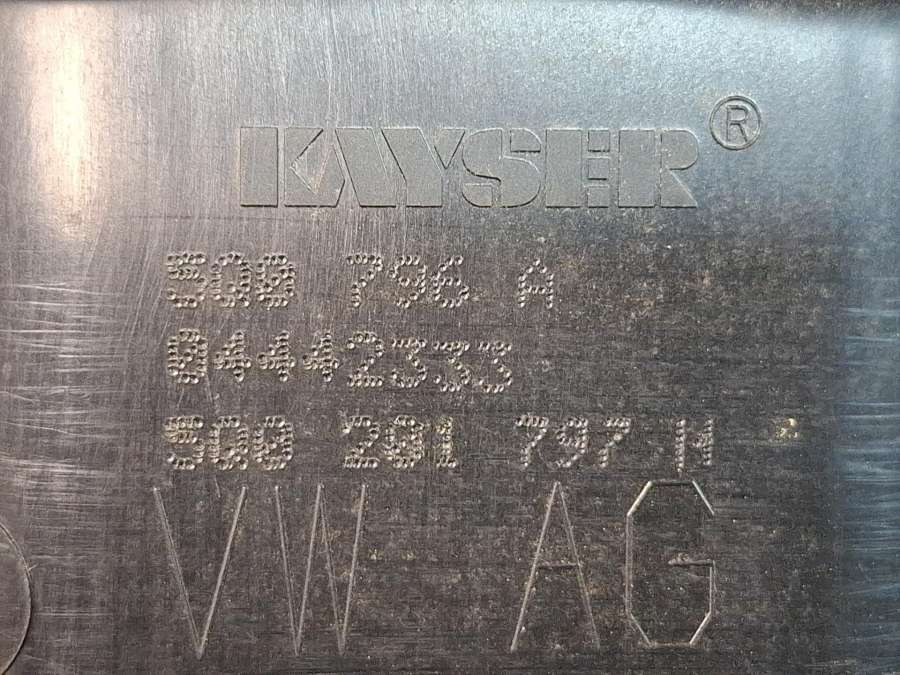 KAYSER®
5Q0 796 A
04442333
5Q0 201 797 M
VW AG